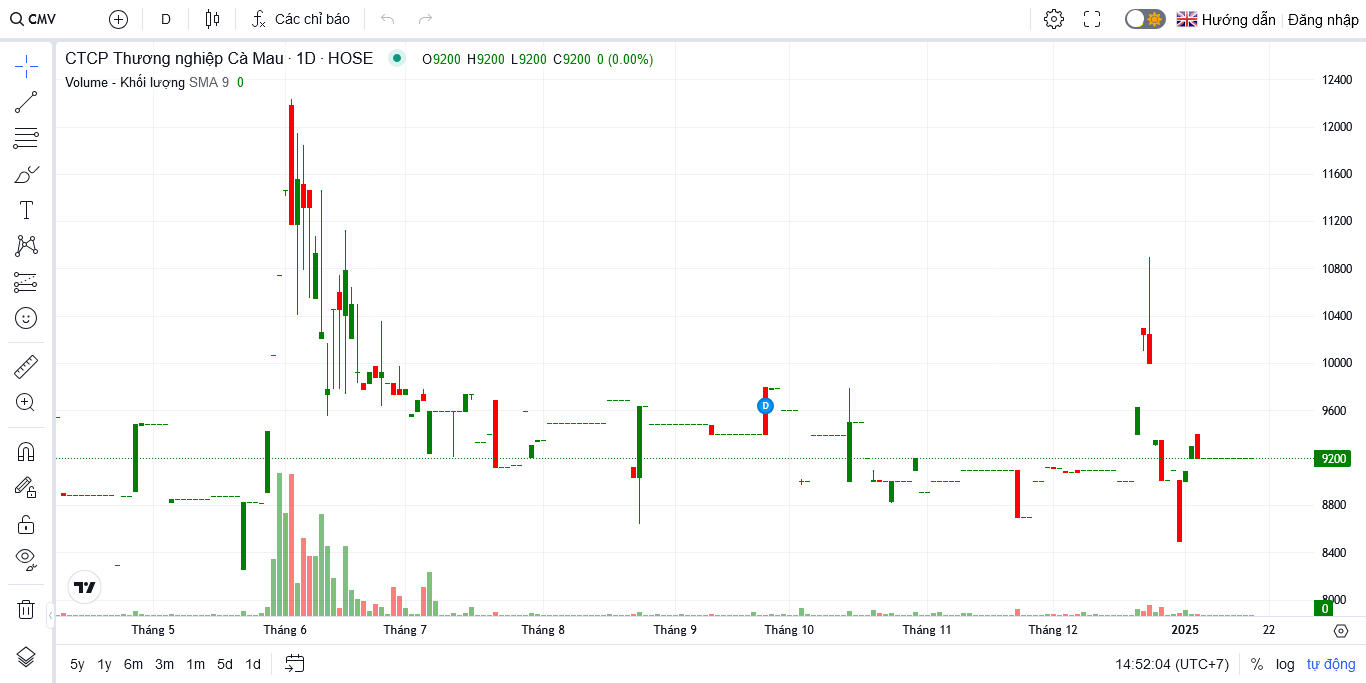 CMV D Các chỉ báo Hướng dẫn Đăng nhập
CTCP Thương nghiệp Cà Mau · 1D · HOSE O9200 H9200 L9200 C9200 0 (0.00%)
Volume - Khối lượng SMA 9 0
12400
12000
11600
11200
10800
10400
10000
9600
9200
8800
8400
8000
0
D
Tháng 5 Tháng 6 Tháng 7 Tháng 8 Tháng 9 Tháng 10 Tháng 11 Tháng 12 2025 22
5y 1y 6m 3m 1m 5d 1d 14:52:04 (UTC+7) % log tự động